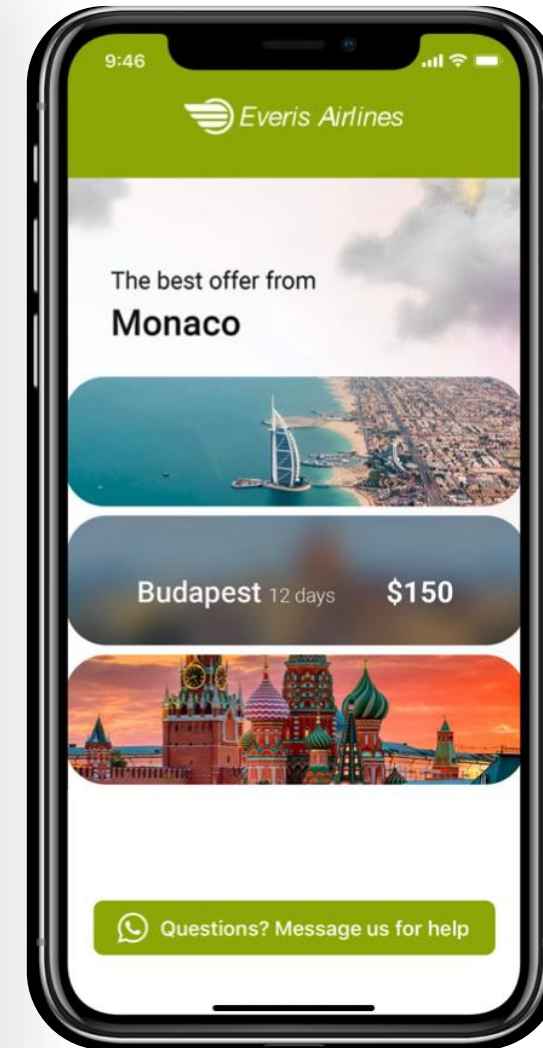 9:46
Everis Airlines
The best offer from
Monaco
Budapest 12 days $150
Questions? Message us for help